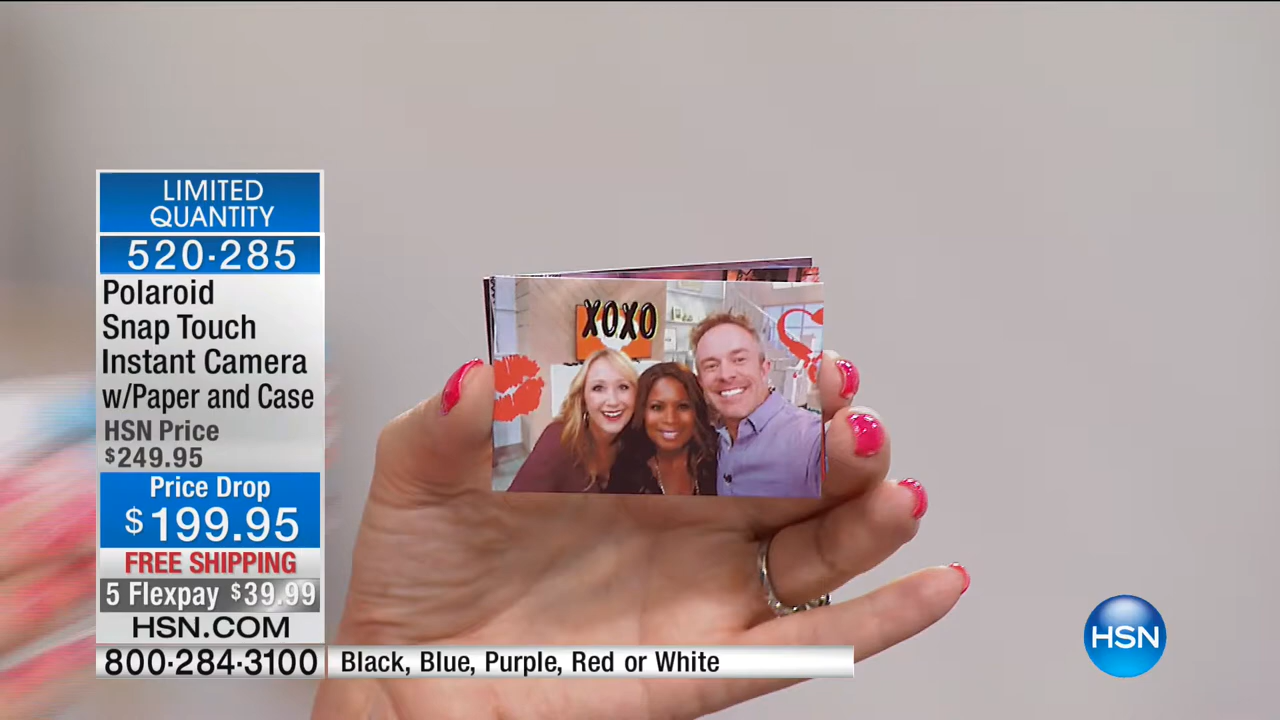 LIMITED
QUANTITY
520·285
Polaroid
Snap Touch
Instant Camera
w/Paper and Case
HSN Price
$249.95
Price Drop
$199.95
FREE SHIPPING
5 Flexpay $39.99
HSN.COM
800·284·3100
Black, Blue, Purple, Red or White
XOXO
HSN